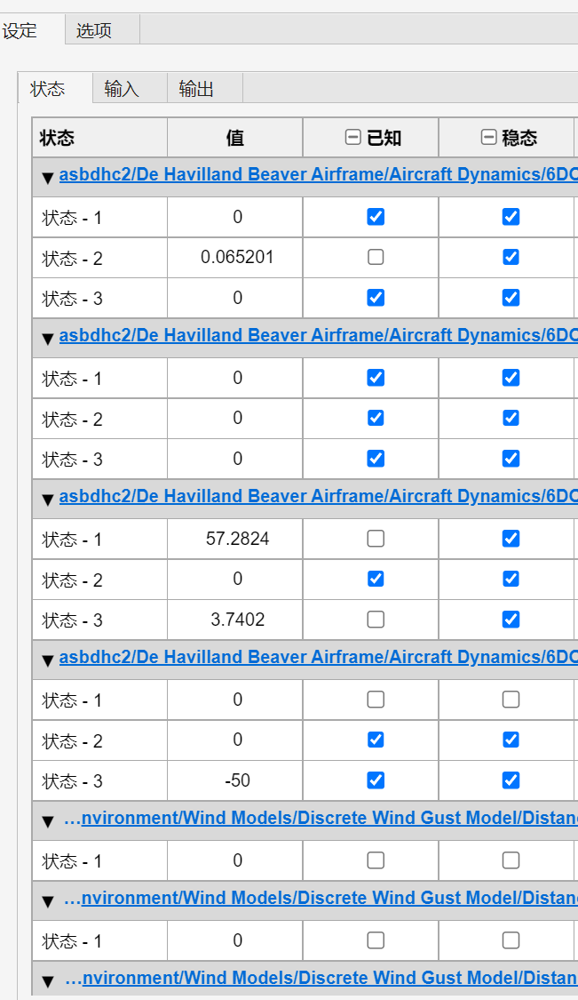 设定 选项
状态 输入 输出
状态 值 已知 稳态
asbdhc2/De Havilland Beaver Airframe/Aircraft Dynamics/6DO
状态 - 1 0
状态 - 2 0.065201
状态 - 3 0
asbdhc2/De Havilland Beaver Airframe/Aircraft Dynamics/6DO
状态 - 1 0
状态 - 2 0
状态 - 3 0
asbdhc2/De Havilland Beaver Airframe/Aircraft Dynamics/6DO
状态 - 1 57.2824
状态 - 2 0
状态 - 3 3.7402
asbdhc2/De Havilland Beaver Airframe/Aircraft Dynamics/6DO
状态 - 1 0
状态 - 2 0
状态 - 3 -50
…nvironment/Wind Models/Discrete Wind Gust Model/Distan
状态 - 1 0
…nvironment/Wind Models/Discrete Wind Gust Model/Distan
状态 - 1 0
…nvironment/Wind Models/Discrete Wind Gust Model/Distan